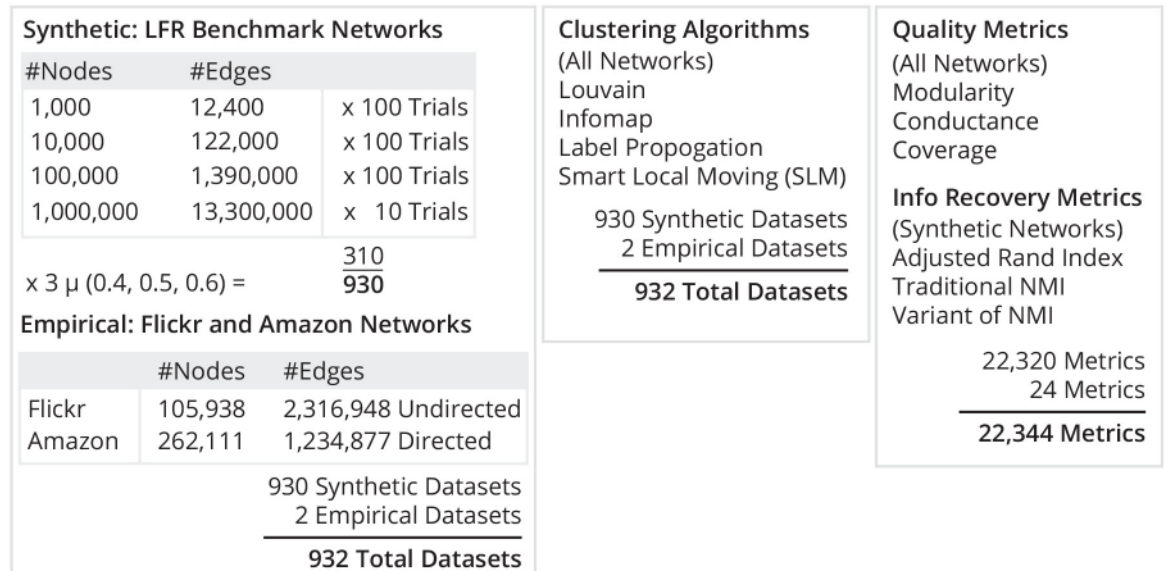 Synthetic: LFR Benchmark Networks
#Nodes #Edges
1,000 12,400 x 100 Trials
10,000 122,000 x 100 Trials
100,000 1,390,000 x 100 Trials
1,000,000 13,300,000 x 10 Trials
310
x 3 μ (0.4, 0.5, 0.6) = 930
Empirical: Flickr and Amazon Networks
#Nodes #Edges
Flickr 105,938 2,316,948 Undirected
Amazon 262,111 1,234,877 Directed
930 Synthetic Datasets
2 Empirical Datasets
932 Total Datasets
Clustering Algorithms
(All Networks)
Louvain
Infomap
Label Propogation
Smart Local Moving (SLM)
930 Synthetic Datasets
2 Empirical Datasets
932 Total Datasets
Quality Metrics
(All Networks)
Modularity
Conductance
Coverage
Info Recovery Metrics
(Synthetic Networks)
Adjusted Rand Index
Traditional NMI
Variant of NMI
22,320 Metrics
24 Metrics
22,344 Metrics